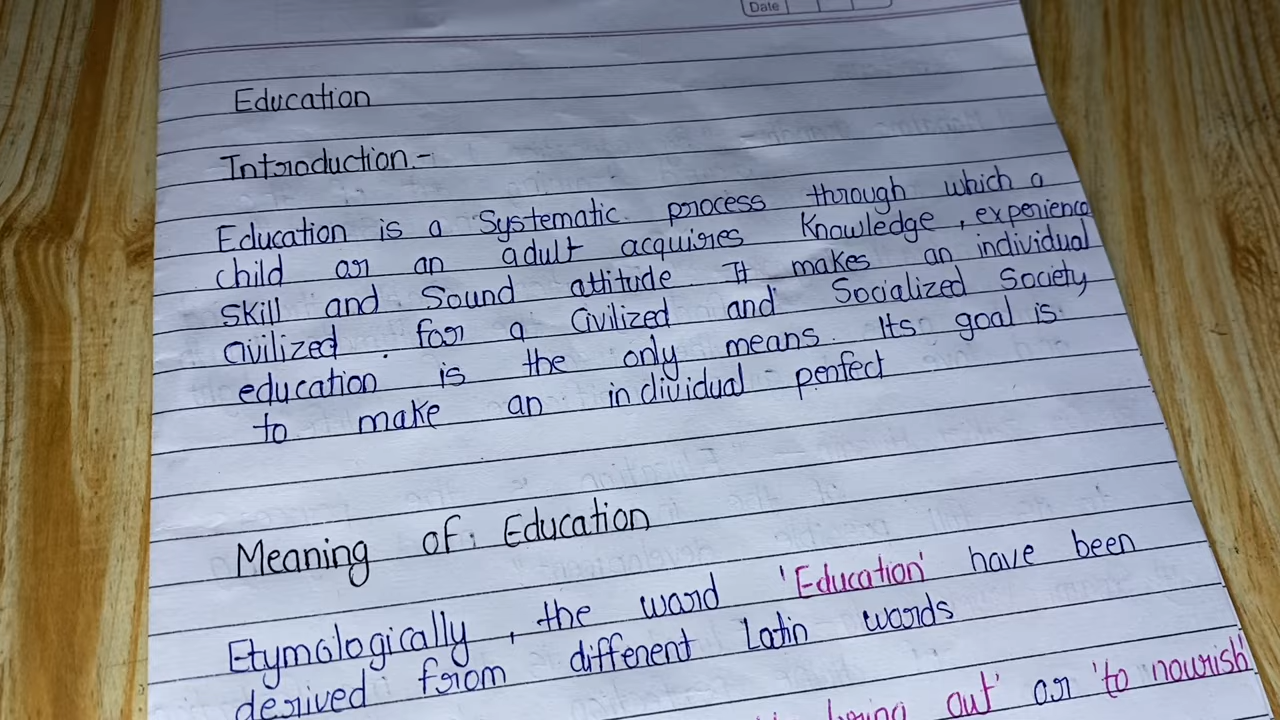 Date
Education
Introduction:-
Education is a Systematic process through which a
child or an adult acquires Knowledge, experience
Skill and Sound attitude It makes an individual
Civilized. for a Civilized and Socialized Society
education is the only means. Its goal is
to make an individual perfect
Meaning of Education
Etymologically, the word 'Education' have been
derived from different Latin words
out' or 'to nourish'